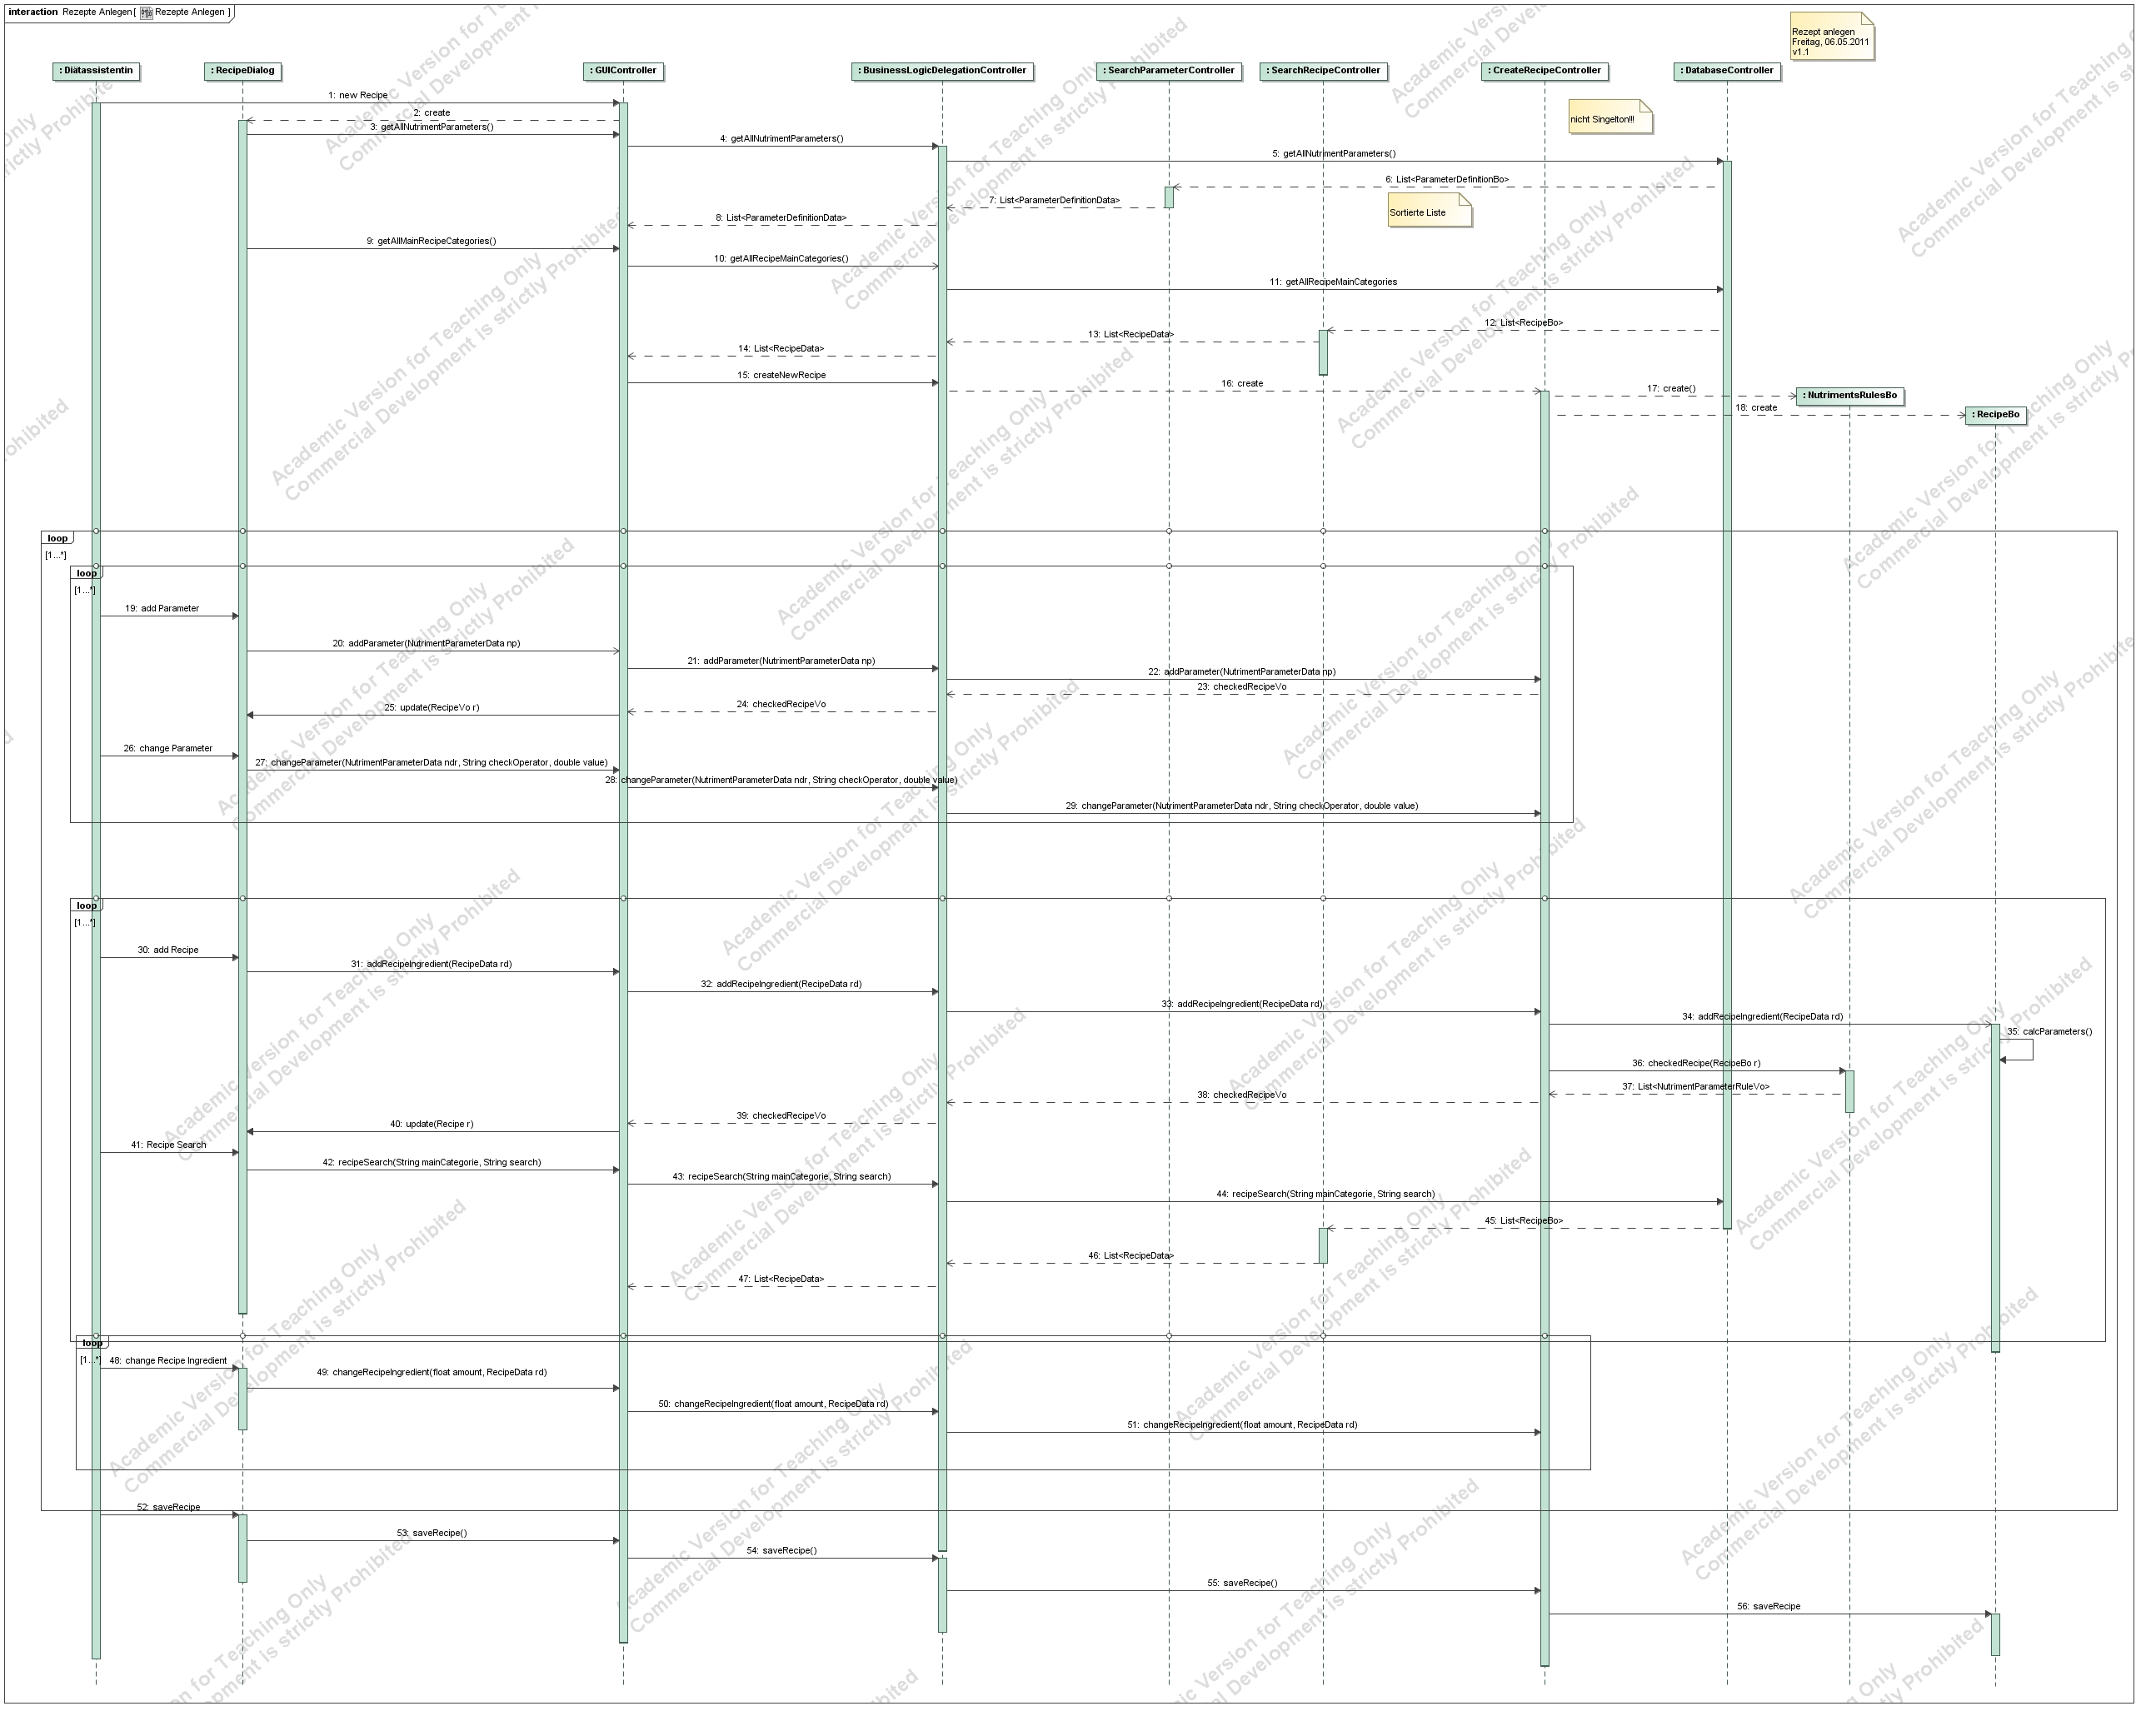 interaction Rezepte Anlegen [ Rezepte Anlegen ]
Rezept anlegen
Freitag, 06.05.2011
v1.1
: Diätassistentin
: RecipeDialog
: GUIController
: BusinessLogicDelegationController
: SearchParameterController
: SearchRecipeController
: CreateRecipeController
: DatabaseController
1: new Recipe
2: create
nicht Singelton!!!
3: getAllNutrimentParameters()
4: getAllNutrimentParameters()
5: getAllNutrimentParameters()
6: List<ParameterDefinitionBo>
7: List<ParameterDefinitionData>
Sortierte Liste
8: List<ParameterDefinitionData>
9: getAllMainRecipeCategories()
10: getAllRecipeMainCategories()
11: getAllRecipeMainCategories
12: List<RecipeBo>
13: List<RecipeData>
14: List<RecipeData>
15: createNewRecipe
16: create
17: create()
: NutrimentsRulesBo
18: create
: RecipeBo
loop
[1...*]
loop
[1...*]
19: add Parameter
20: addParameter(NutrimentParameterData np)
21: addParameter(NutrimentParameterData np)
22: addParameter(NutrimentParameterData np)
23: checkedRecipeVo
24: checkedRecipeVo
25: update(RecipeVo r)
26: change Parameter
27: changeParameter(NutrimentParameterData ndr, String checkOperator, double value)
28: changeParameter(NutrimentParameterData ndr, String checkOperator, double value)
29: changeParameter(NutrimentParameterData ndr, String checkOperator, double value)
loop
[1...*]
30: add Recipe
31: addRecipeIngredient(RecipeData rd)
32: addRecipeIngredient(RecipeData rd)
33: addRecipeIngredient(RecipeData rd)
34: addRecipeIngredient(RecipeData rd)
35: calcParameters()
36: checkedRecipe(RecipeBo r)
37: List<NutrimentParameterRuleVo>
38: checkedRecipeVo
39: checkedRecipeVo
40: update(Recipe r)
41: Recipe Search
42: recipeSearch(String mainCategorie, String search)
43: recipeSearch(String mainCategorie, String search)
44: recipeSearch(String mainCategorie, String search)
45: List<RecipeBo>
46: List<RecipeData>
47: List<RecipeData>
loop
[1...*]
48: change Recipe Ingredient
49: changeRecipeIngredient(float amount, RecipeData rd)
50: changeRecipeIngredient(float amount, RecipeData rd)
51: changeRecipeIngredient(float amount, RecipeData rd)
52: saveRecipe
53: saveRecipe()
54: saveRecipe()
55: saveRecipe()
56: saveRecipe
Academic Version for Teaching Only
Commercial Development is strictly Prohibited